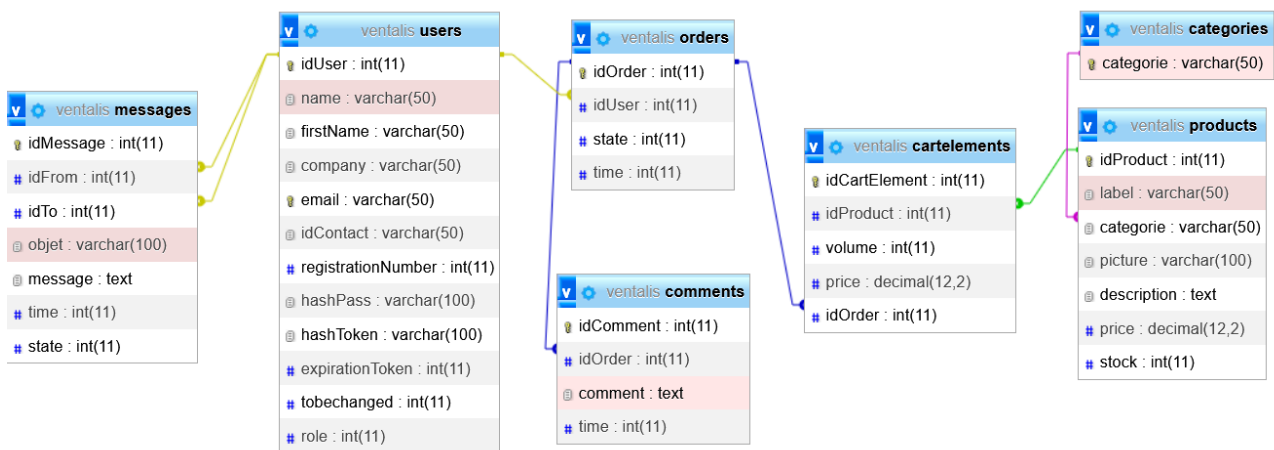 ventalis messages
idMessage : int(11)
idFrom : int(11)
idTo : int(11)
objet : varchar(100)
message : text
time : int(11)
state : int(11)
ventalis users
idUser : int(11)
name : varchar(50)
firstName : varchar(50)
company : varchar(50)
email : varchar(50)
idContact : varchar(50)
registrationNumber : int(11)
hashPass : varchar(100)
hashToken : varchar(100)
expirationToken : int(11)
tobechanged : int(11)
role : int(11)
ventalis orders
idOrder : int(11)
idUser : int(11)
state : int(11)
time : int(11)
ventalis comments
idComment : int(11)
idOrder : int(11)
comment : text
time : int(11)
ventalis cartelements
idCartElement : int(11)
idProduct : int(11)
volume : int(11)
price : decimal(12,2)
idOrder : int(11)
ventalis categories
categorie : varchar(50)
ventalis products
idProduct : int(11)
label : varchar(50)
categorie : varchar(50)
picture : varchar(100)
description : text
price : decimal(12,2)
stock : int(11)